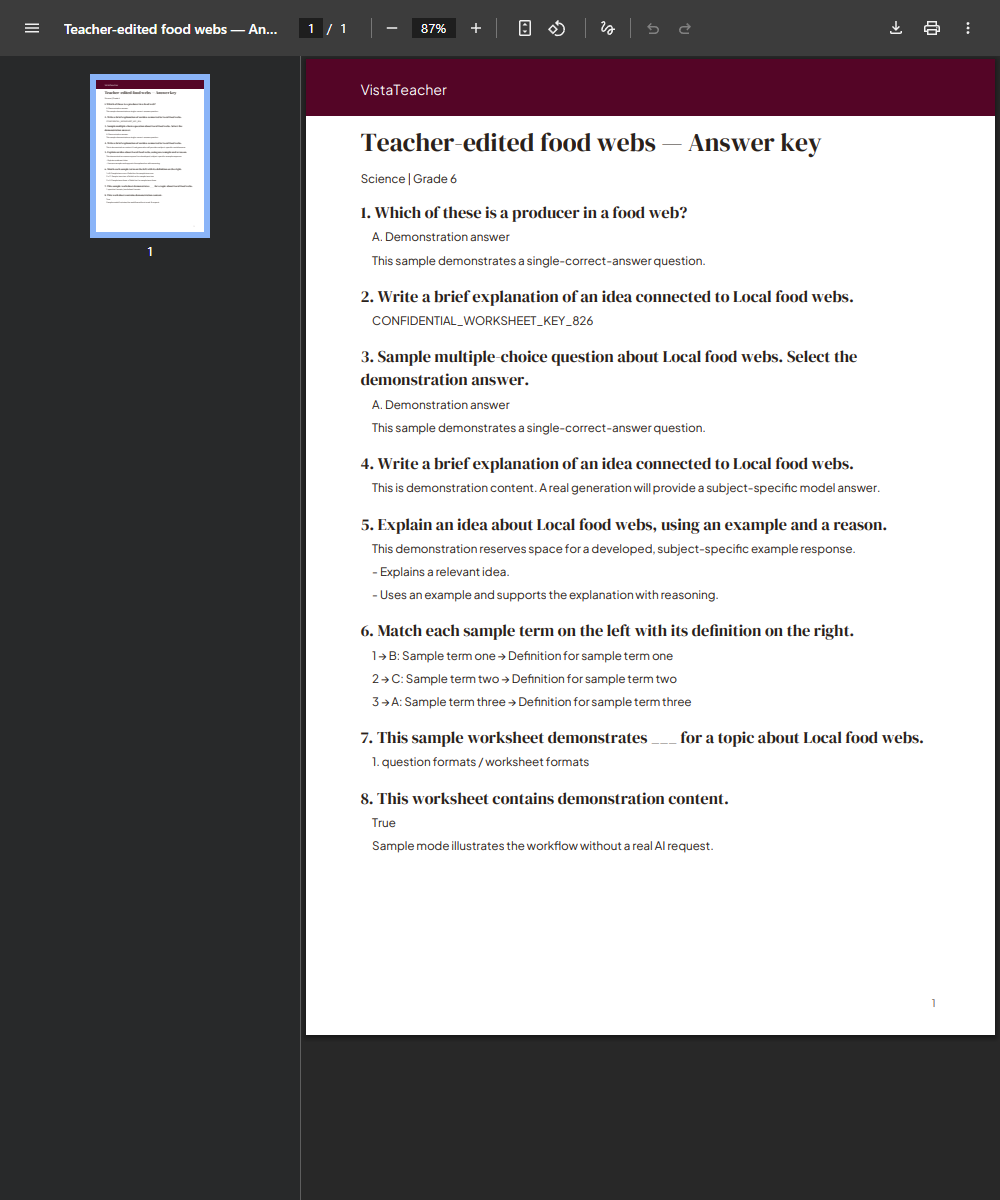 Teacher-edited food webs — An...
1 / 1
87%
1
VistaTeacher
Teacher-edited food webs — Answer key
Science | Grade 6
1. Which of these is a producer in a food web?
A. Demonstration answer
This sample demonstrates a single-correct-answer question.
2. Write a brief explanation of an idea connected to Local food webs.
CONFIDENTIAL_WORKSHEET_KEY_826
3. Sample multiple-choice question about Local food webs. Select the
demonstration answer.
A. Demonstration answer
This sample demonstrates a single-correct-answer question.
4. Write a brief explanation of an idea connected to Local food webs.
This is demonstration content. A real generation will provide a subject-specific model answer.
5. Explain an idea about Local food webs, using an example and a reason.
This demonstration reserves space for a developed, subject-specific example response.
- Explains a relevant idea.
- Uses an example and supports the explanation with reasoning.
6. Match each sample term on the left with its definition on the right.
1 → B: Sample term one → Definition for sample term one
2 → C: Sample term two → Definition for sample term two
3 → A: Sample term three → Definition for sample term three
7. This sample worksheet demonstrates ___ for a topic about Local food webs.
1. question formats / worksheet formats
8. This worksheet contains demonstration content.
True
Sample mode illustrates the workflow without a real AI request.
1